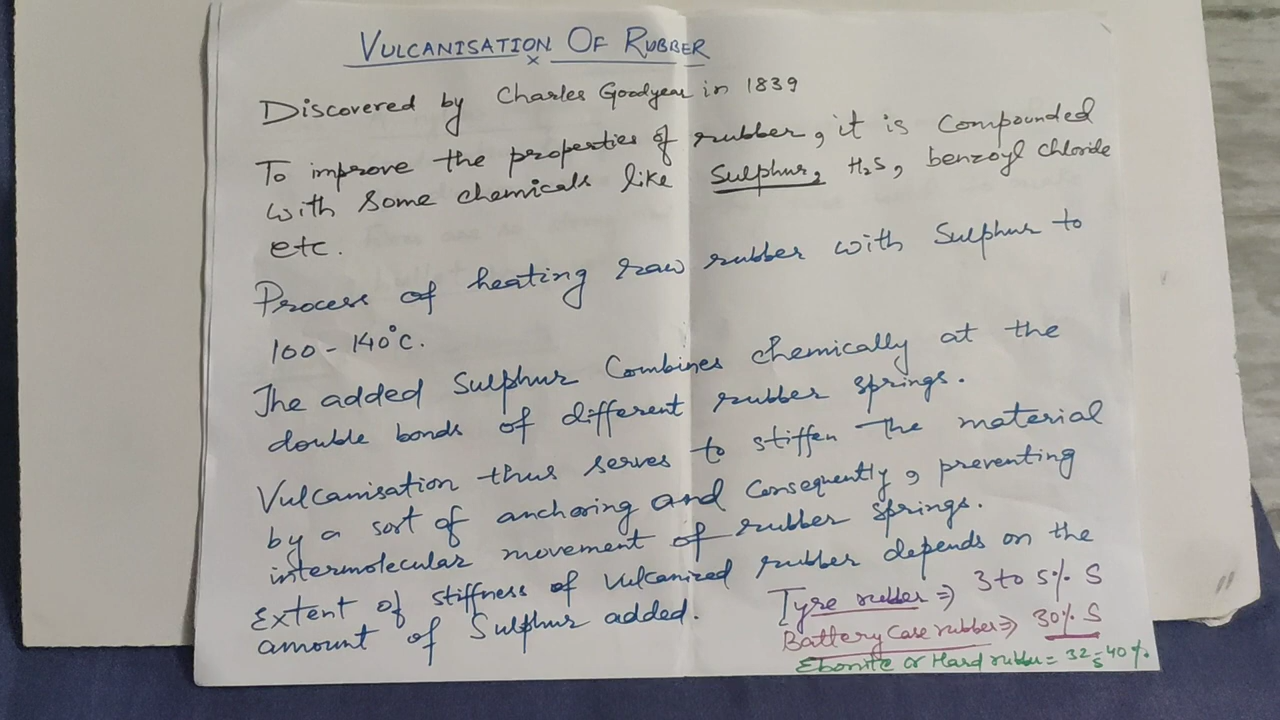 VULCANISATION OF RUBBER
x
Discovered by Charles Goodyear in 1839
To improve the properties of rubber, it is Compounded
with Some chemicals like Sulphur, H₂S, benzoyl chloride
etc.
Process of heating raw rubber with Sulphur to
100-140°C.
The added Sulphur Combines chemically at the
double bonds of different rubber springs.
Vulcanisation thus serves to stiffen the material
by a sort of anchoring and Consequently, preventing
intermolecular movement of rubber springs.
Extent of stiffness of vulcanized rubber depends on the
amount of Sulphur added.
Tyre rubber ⇒ 3 to 5% S
Battery Case rubber ⇒ 30% S
Ebonite or Hard rubber = 32-40%
S